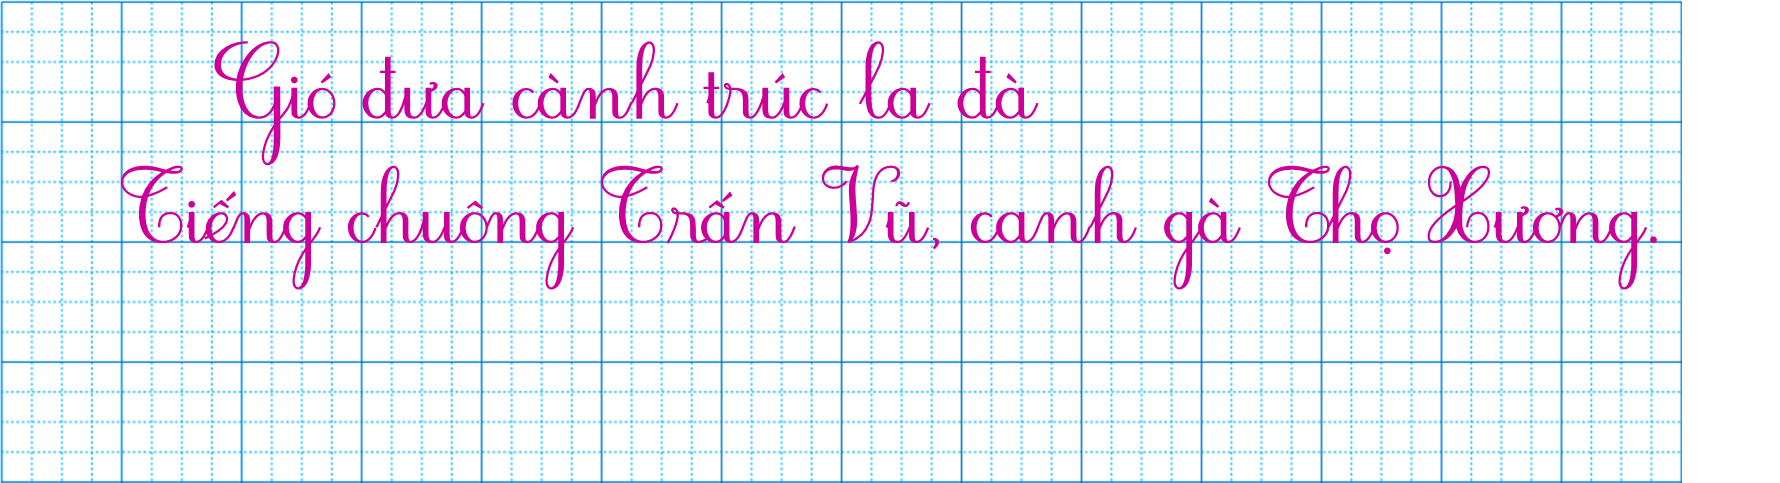 Gió đưa cành trúc la đà
Tiếng chuông Trấn Vũ, canh gà Thọ Xương.